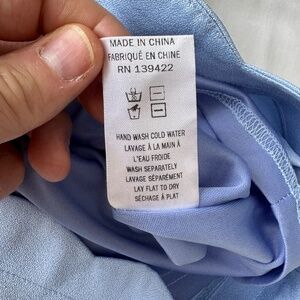 MADE IN CHINA
FABRIQUÉ EN CHINE
RN 139422
HAND WASH COLD WATER
LAVAGE À LA MAIN À
L'EAU FROIDE
WASH SEPARATELY
LAVAGE SÉPARÉMENT
LAY FLAT TO DRY
SÉCHAGE À PLAT